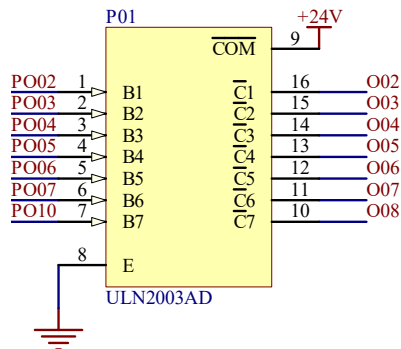 P01
+24V
COM 9
PO02 1 B1 C1 16 O02
PO03 2 B2 C2 15 O03
PO04 3 B3 C3 14 O04
PO05 4 B4 C4 13 O05
PO06 5 B5 C5 12 O06
PO07 6 B6 C6 11 O07
PO10 7 B7 C7 10 O08
8 E
ULN2003AD